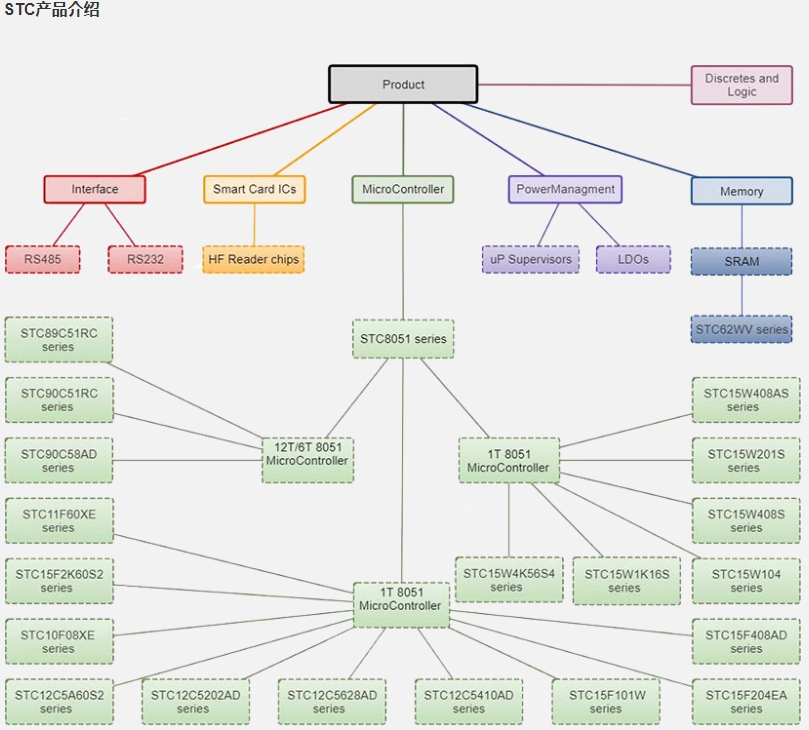 STC产品介绍
Product
Discretes and
Logic
Interface
Smart Card ICs
MicroController
PowerManagment
Memory
RS485
RS232
HF Reader chips
uP Supervisors
LDOs
SRAM
STC62WV series
STC8051 series
STC89C51RC
series
STC90C51RC
series
STC90C58AD
series
12T/6T 8051
MicroController
1T 8051
MicroController
STC15W408AS
series
STC15W201S
series
STC15W408S
series
STC11F60XE
series
STC15F2K60S2
series
STC10F08XE
series
STC15W4K56S4
series
STC15W1K16S
series
STC15W104
series
1T 8051
MicroController
STC15F408AD
series
STC12C5A60S2
series
STC12C5202AD
series
STC12C5628AD
series
STC12C5410AD
series
STC15F101W
series
STC15F204EA
series